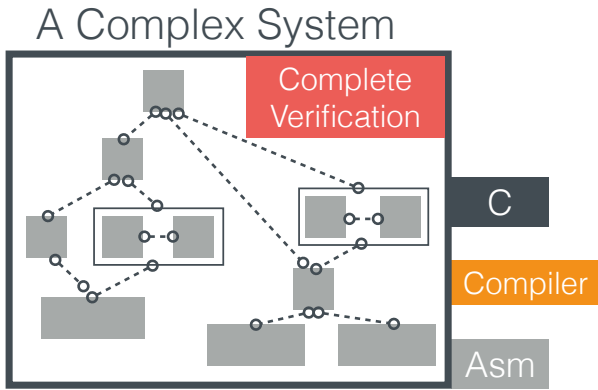 A Complex System
Complete
Verification
C
Compiler
Asm